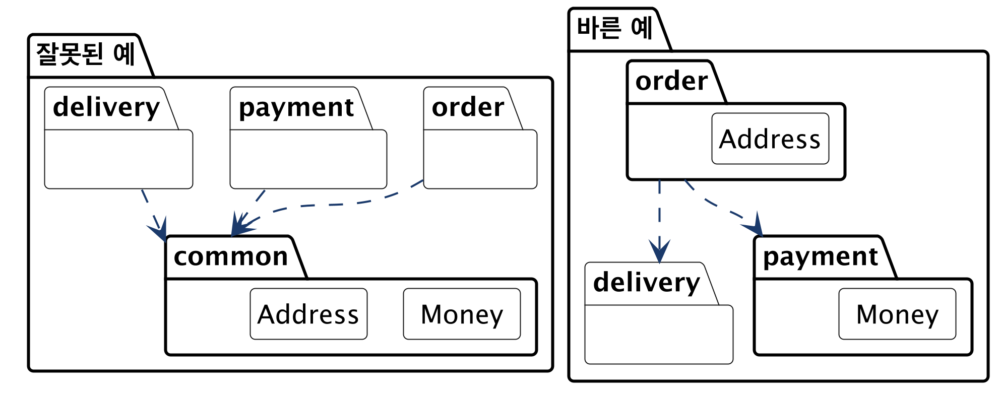 잘못된 예
delivery
payment
order
common
Address
Money
바른 예
order
Address
delivery
payment
Money